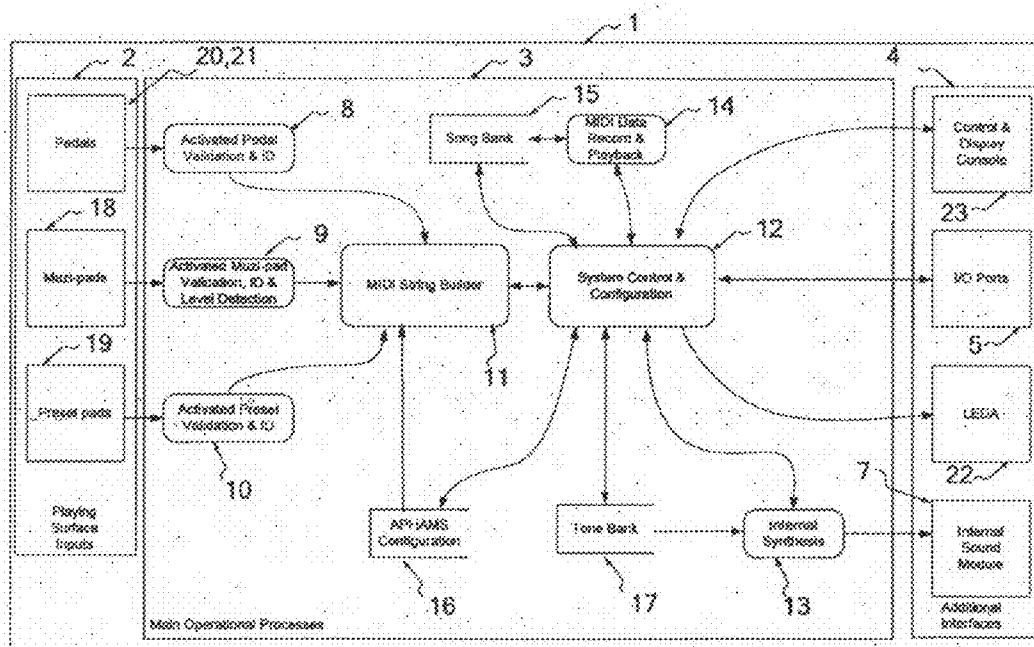 1
2
20,21
3
4
Pedals
8
Activated Pedal
Validation & ID
15
Song Bank
14
MIDI Data
Record &
Playback
Control &
Display
Console
23
18
Muzi-pads
9
Activated Muzi-pad
Validation, ID &
Level Detection
MIDI String Builder
11
12
System Control &
Configuration
I/O Ports
5
19
Preset pads
Activated Preset
Validation & ID
10
22
7
Playing
Surface
Inputs
Configuration
16
Tone Bank
17
Internal
Synthesis
13
Internal
Sound
Module
Main Operational Processes
Additional
Interfaces